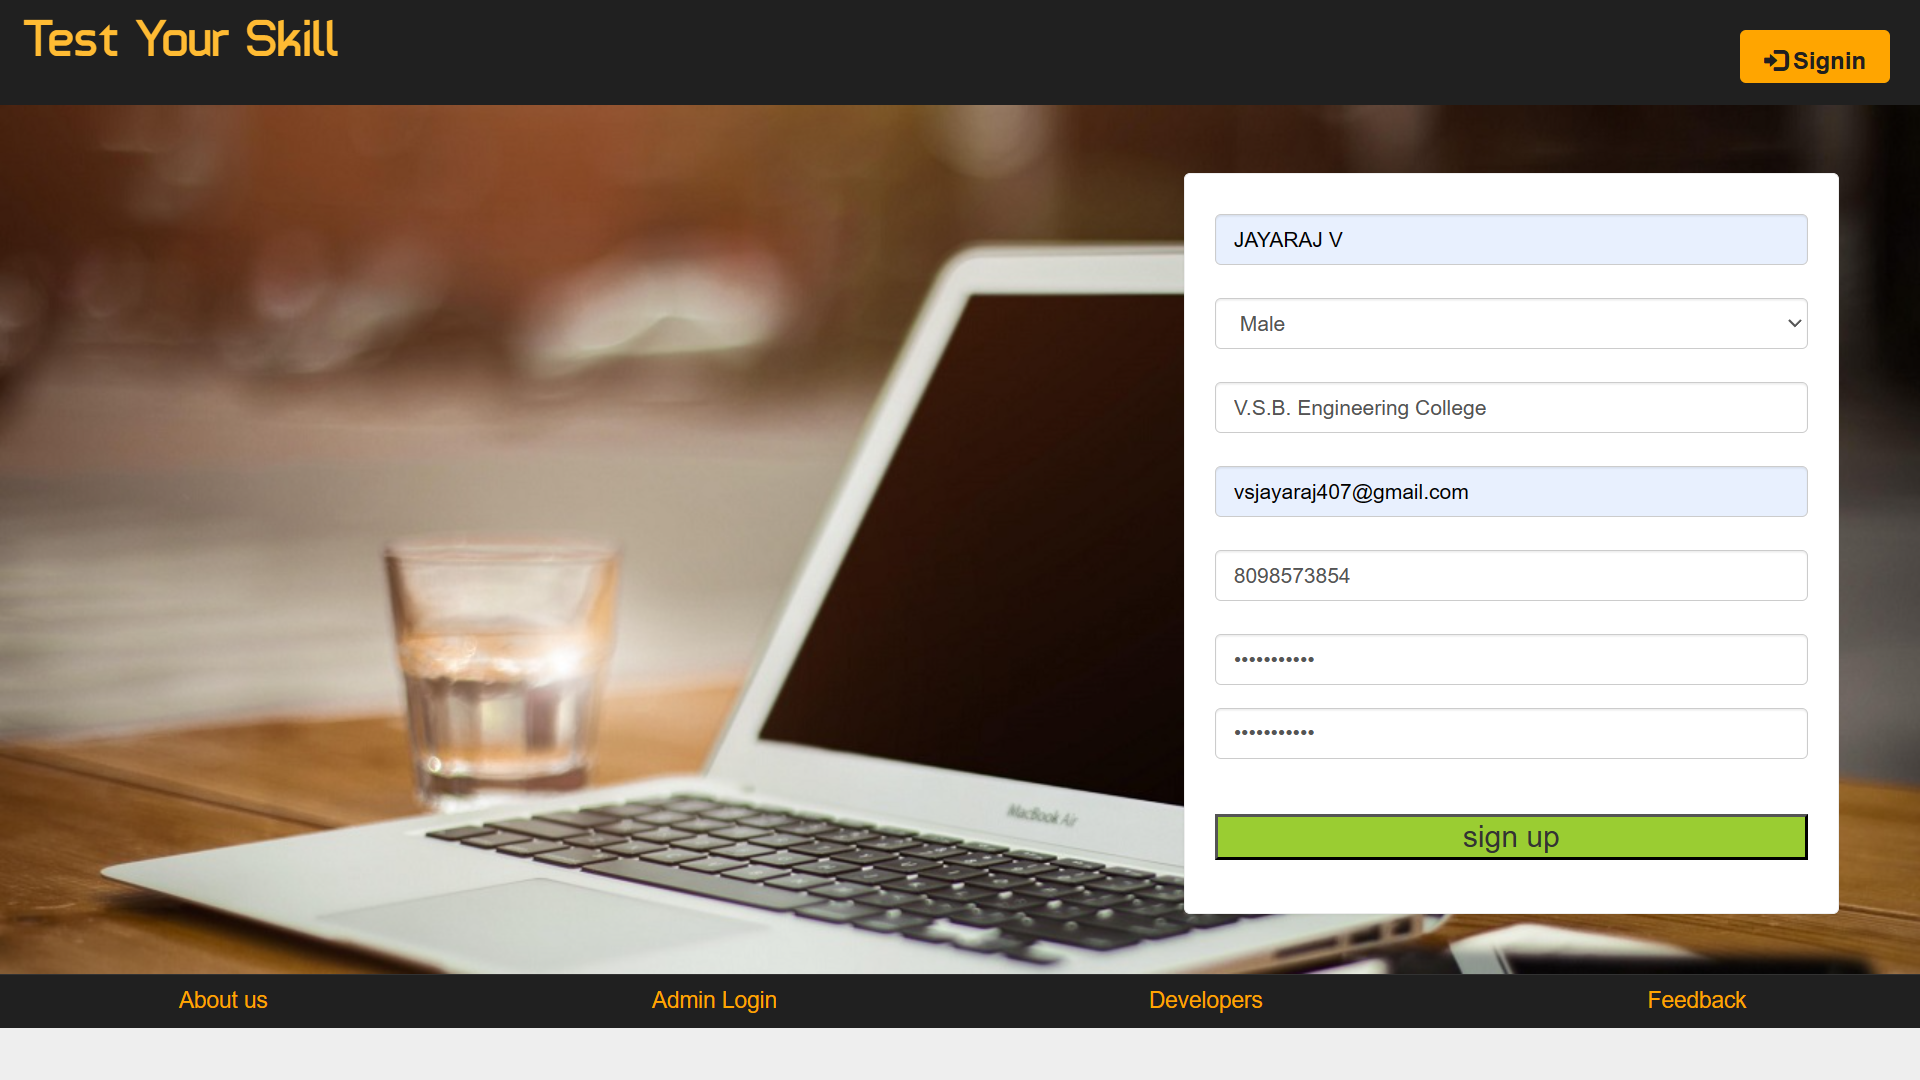 Test Your Skill
Signin
JAYARAJ V
Male
V.S.B. Engineering College
vsjayaraj407@gmail.com
8098573854
•••••••••••
•••••••••••
MacBook Air
sign up
About us
Admin Login
Developers
Feedback